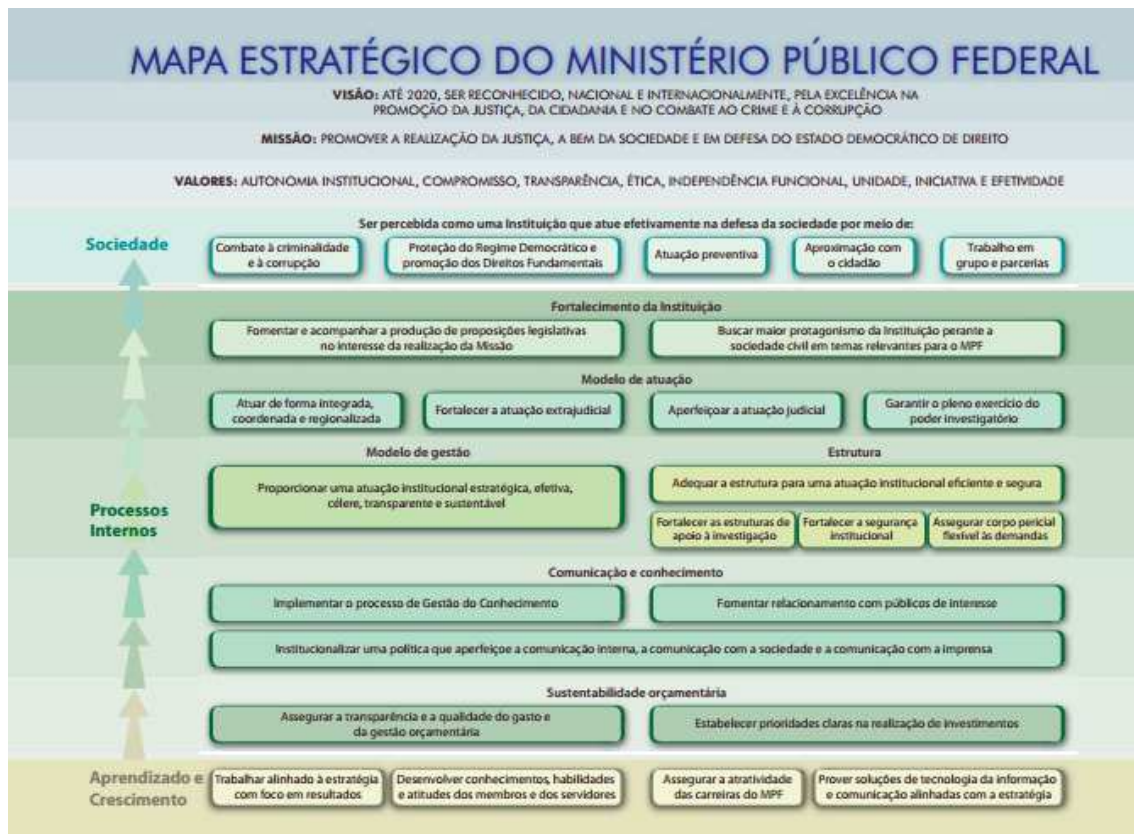 MAPA ESTRATÉGICO DO MINISTÉRIO PÚBLICO FEDERAL
VISÃO: ATÉ 2020, SER RECONHECIDO, NACIONAL E INTERNACIONALMENTE, PELA EXCELÊNCIA NA
PROMOÇÃO DA JUSTIÇA, DA CIDADANIA E NO COMBATE AO CRIME E À CORRUPÇÃO
MISSÃO: PROMOVER A REALIZAÇÃO DA JUSTIÇA, A BEM DA SOCIEDADE E EM DEFESA DO ESTADO DEMOCRÁTICO DE DIREITO
VALORES: AUTONOMIA INSTITUCIONAL, COMPROMISSO, TRANSPARÊNCIA, ÉTICA, INDEPENDÊNCIA FUNCIONAL, UNIDADE, INICIATIVA E EFETIVIDADE
Sociedade
Ser percebida como uma Instituição que atue efetivamente na defesa da sociedade por meio de:
Combate à criminalidade
e à corrupção
Proteção do Regime Democrático e
promoção dos Direitos Fundamentais
Atuação preventiva
Aproximação com
o cidadão
Trabalho em
grupo e parcerias
Processos
Internos
Fortalecimento da Instituição
Fomentar e acompanhar a produção de proposições legislativas
no interesse da realização da Missão
Buscar maior protagonismo da Instituição perante a
sociedade civil em temas relevantes para o MPF
Modelo de atuação
Atuar de forma integrada,
coordenada e regionalizada
Fortalecer a atuação extrajudicial
Aperfeiçoar a atuação judicial
Garantir o pleno exercício do
poder investigatório
Modelo de gestão
Proporcionar uma atuação institucional estratégica, efetiva,
célere, transparente e sustentável
Estrutura
Adequar a estrutura para uma atuação institucional eficiente e segura
Fortalecer as estruturas de
apoio à investigação
Fortalecer a segurança
institucional
Assegurar corpo pericial
flexível às demandas
Comunicação e conhecimento
Implementar o processo de Gestão do Conhecimento
Fomentar relacionamento com públicos de interesse
Institucionalizar uma política que aperfeiçoe a comunicação interna, a comunicação com a sociedade e a comunicação com a imprensa
Sustentabilidade orçamentária
Assegurar a transparência e a qualidade do gasto e
da gestão orçamentária
Estabelecer prioridades claras na realização de investimentos
Aprendizado e
Crescimento
Trabalhar alinhado à estratégia
com foco em resultados
Desenvolver conhecimentos, habilidades
e atitudes dos membros e dos servidores
Assegurar a atratividade
das carreiras do MPF
Prover soluções de tecnologia da informação
e comunicação alinhadas com a estratégia